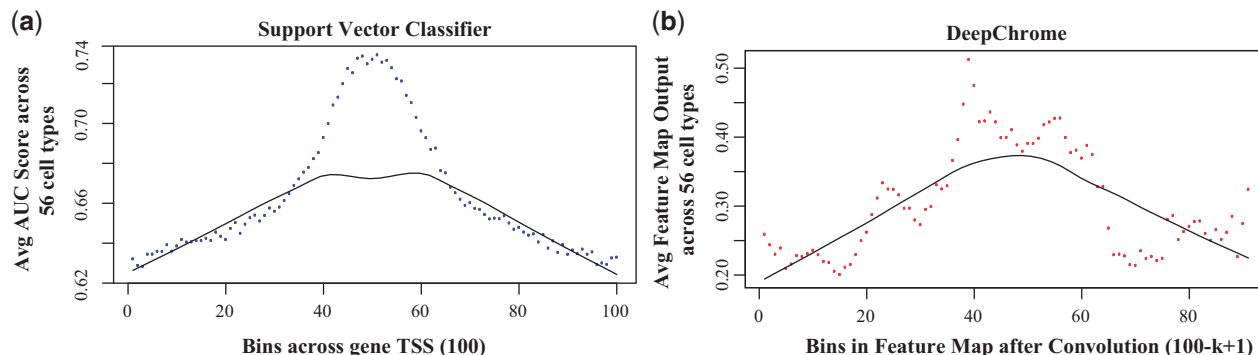 (a)
Support Vector Classifier
Avg AUC Score across
56 cell types
0.74
0.70
0.66
0.62
0
20
40
60
80
100
Bins across gene TSS (100)
(b)
DeepChrome
Avg Feature Map Output
across 56 cell types
0.50
0.40
0.30
0.20
0
20
40
60
80
Bins in Feature Map after Convolution (100-k+1)